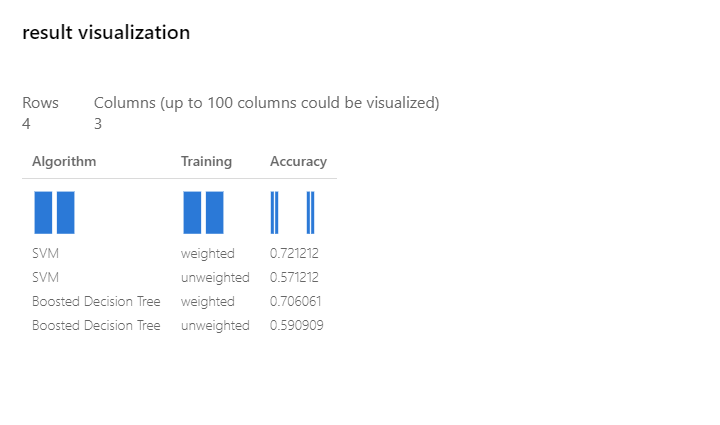 result visualization
Rows Columns (up to 100 columns could be visualized)
4 3
Algorithm Training Accuracy
SVM weighted 0.721212
SVM unweighted 0.571212
Boosted Decision Tree weighted 0.706061
Boosted Decision Tree unweighted 0.590909